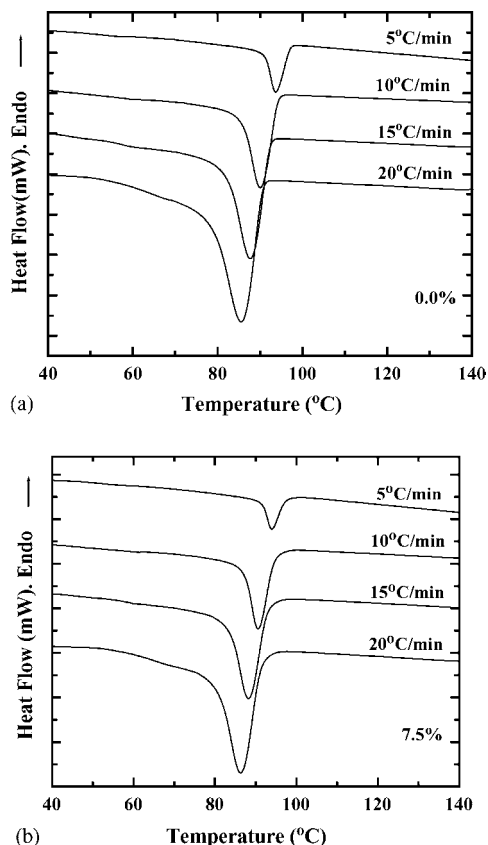 5°C/min
10°C/min
15°C/min
20°C/min
0.0%
Heat Flow(mW). Endo
40 60 80 100 120 140
(a)
Temperature (°C)
5°C/min
10°C/min
15°C/min
20°C/min
7.5%
Heat Flow (mW). Endo
40 60 80 100 120 140
(b)
Temperature (°C)